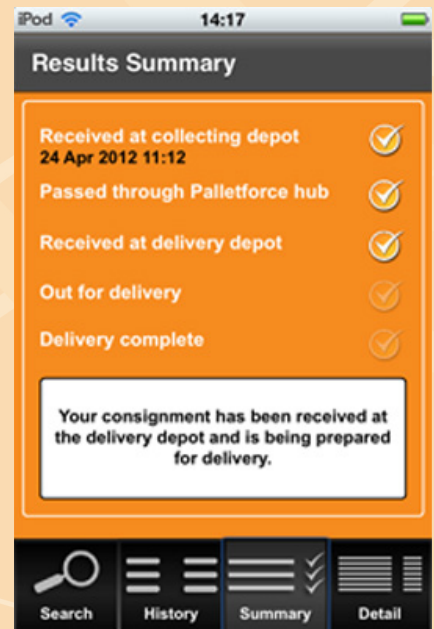 iPod 14:17
Results Summary
Received at collecting depot
24 Apr 2012 11:12
Passed through Palletforce hub
Received at delivery depot
Out for delivery
Delivery complete
Your consignment has been received at
the delivery depot and is being prepared
for delivery.
Search History Summary Detail